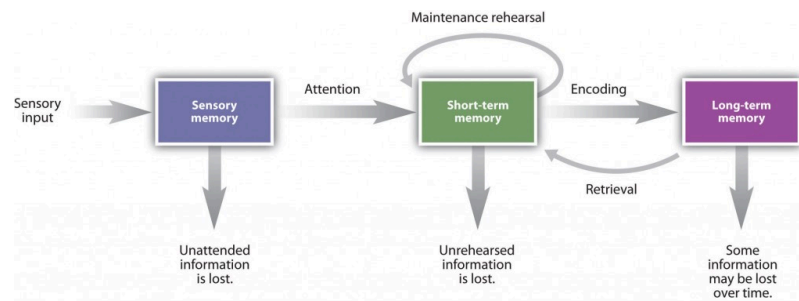 Maintenance rehearsal
Sensory
input
Sensory
memory
Attention
Short-term
memory
Encoding
Long-term
memory
Retrieval
Unattended
information
is lost.
Unrehearsed
information
is lost.
Some
information
may be lost
over time.